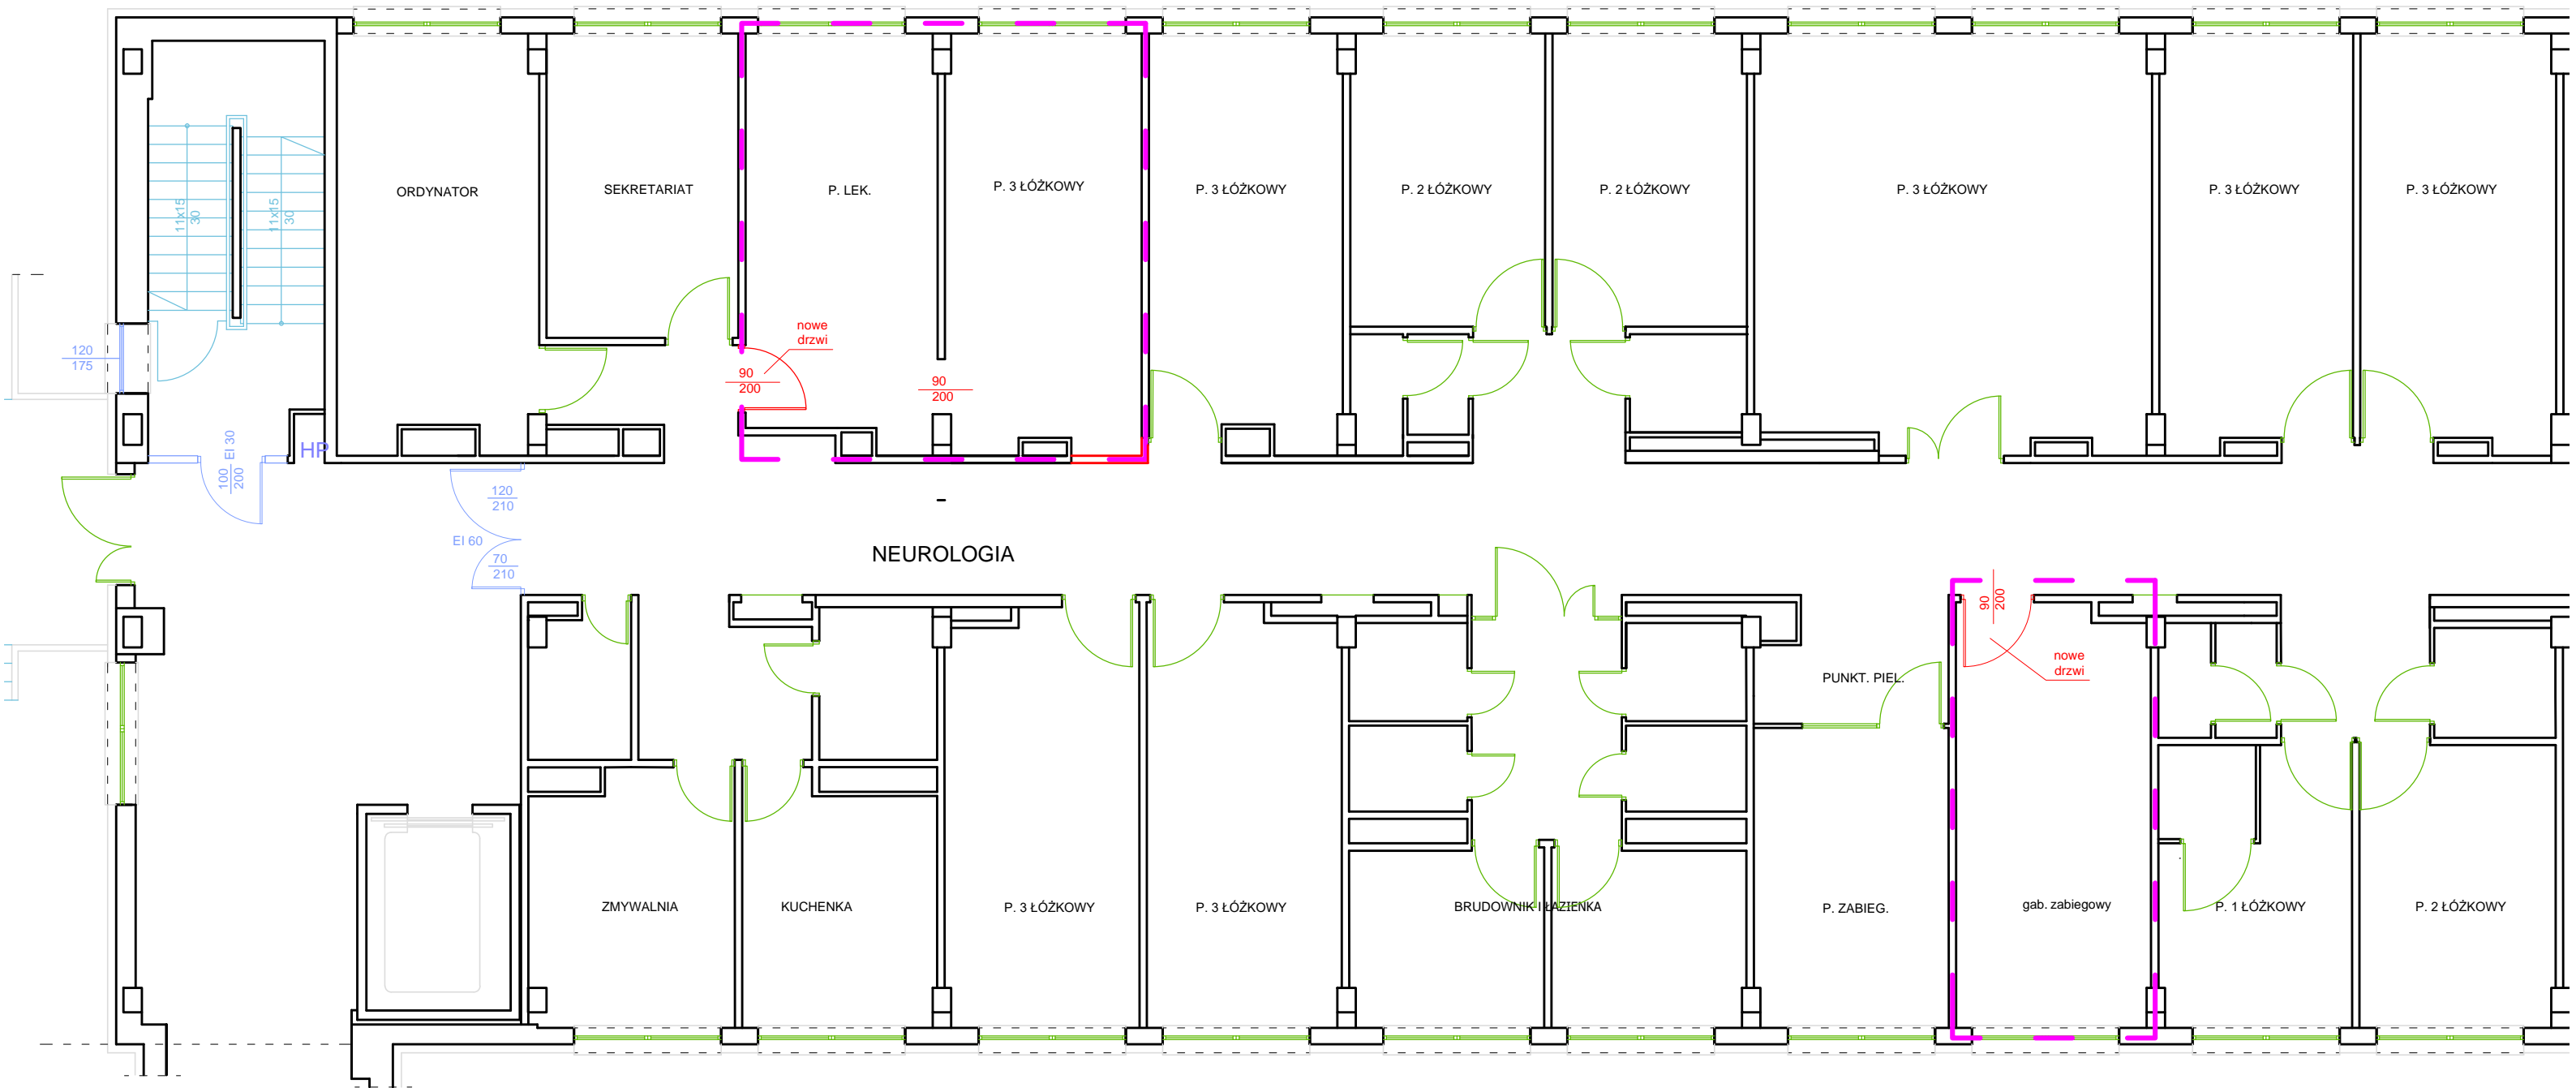 ORDYNATOR
SEKRETARIAT
P. LEK.
P. 3 ŁÓŻKOWY
P. 3 ŁÓŻKOWY
P. 2 ŁÓŻKOWY
P. 2 ŁÓŻKOWY
P. 3 ŁÓŻKOWY
P. 3 ŁÓŻKOWY
P. 3 ŁÓŻKOWY
11x15
30
11x15
30
120
175
nowe
drzwi
90
200
90
200
HP
100
200
EI 30
120
210
EI 60
70
210
-
NEUROLOGIA
90
200
nowe
drzwi
PUNKT. PIEL.
ZMYWALNIA
KUCHENKA
P. 3 ŁÓŻKOWY
P. 3 ŁÓŻKOWY
BRUDOWNIK I ŁAZIENKA
P. ZABIEG.
gab. zabiegowy
P. 1 ŁÓŻKOWY
P. 2 ŁÓŻKOWY